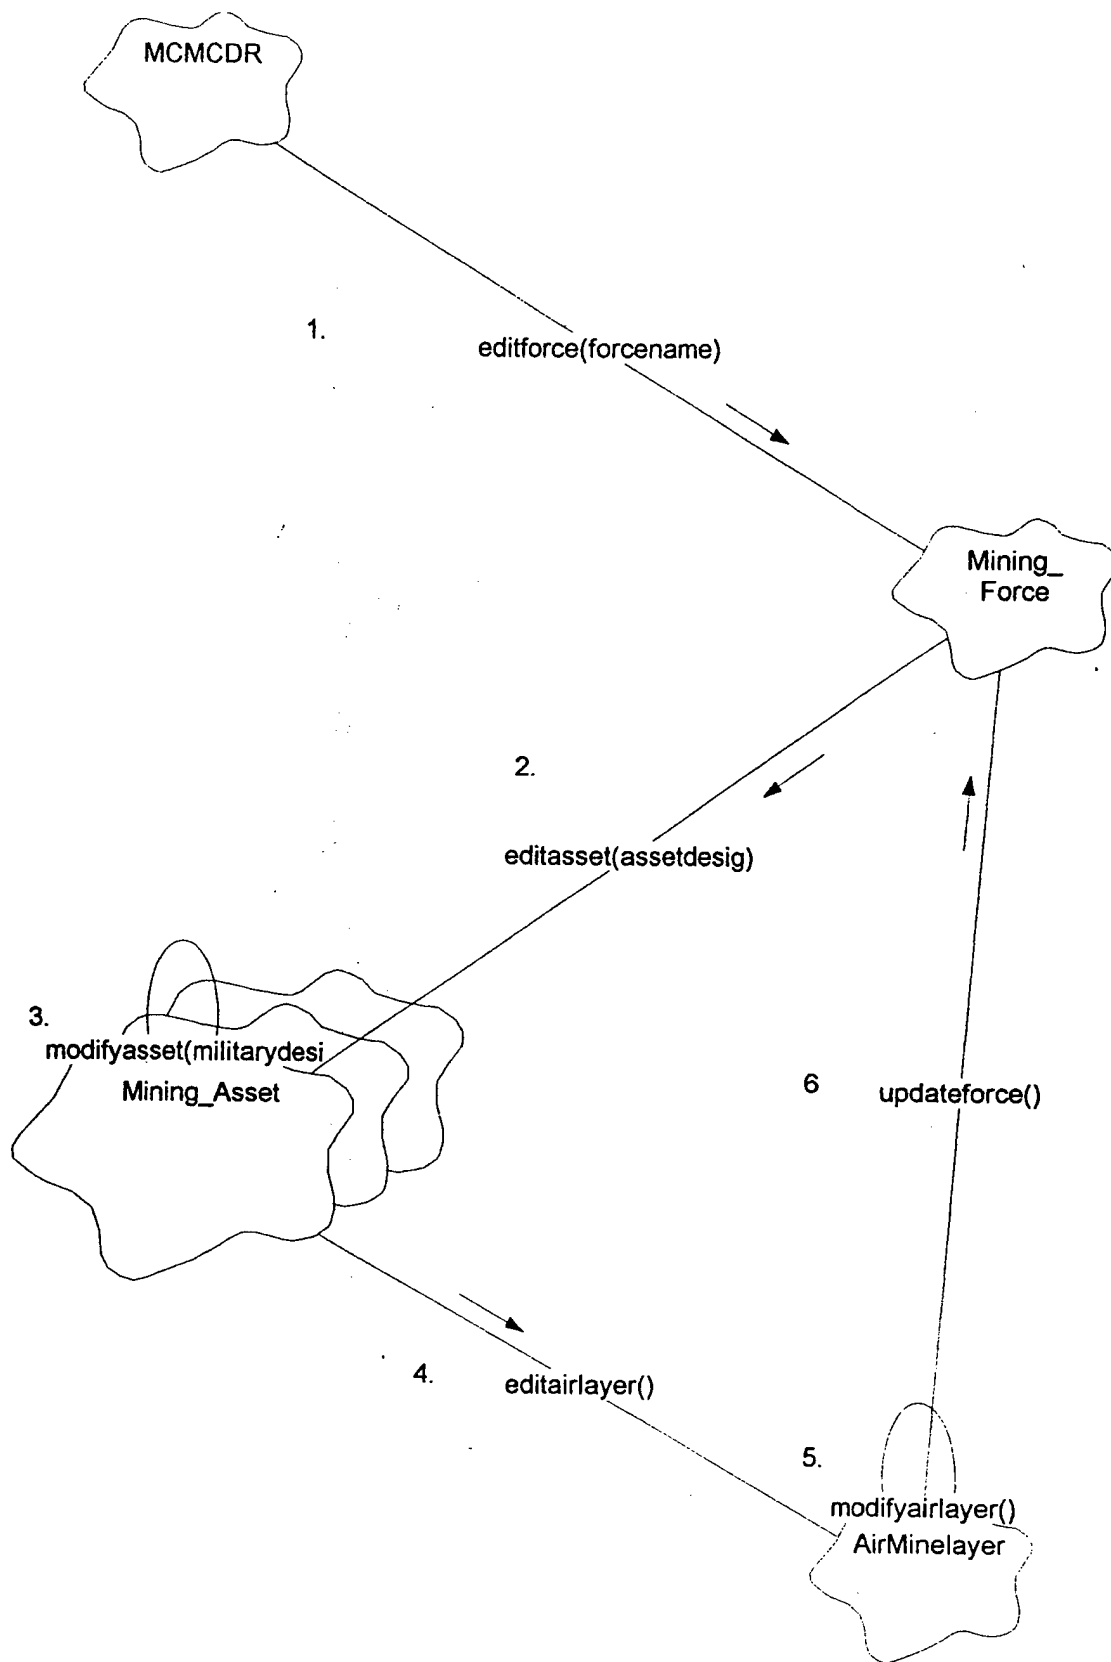 MCMCDR
1.
editforce(forcename)
Mining_
Force
2.
editasset(assetdesig)
3.
modifyasset(militarydesi
Mining_Asset
6
updateforce()
4.
editairlayer()
5.
modifyairlayer()
AirMinelayer